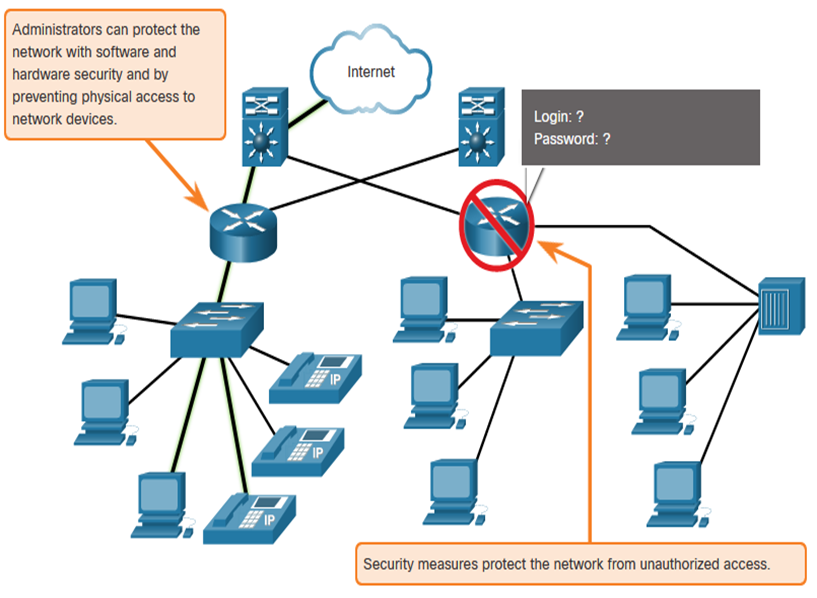 Administrators can protect the
network with software and
hardware security and by
preventing physical access to
network devices.
Internet
Login: ?
Password: ?
IP
IP
IP
Security measures protect the network from unauthorized access.